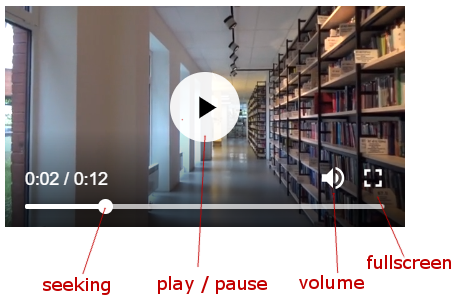 0:02 / 0:12
fullscreen
seeking
play / pause
volume